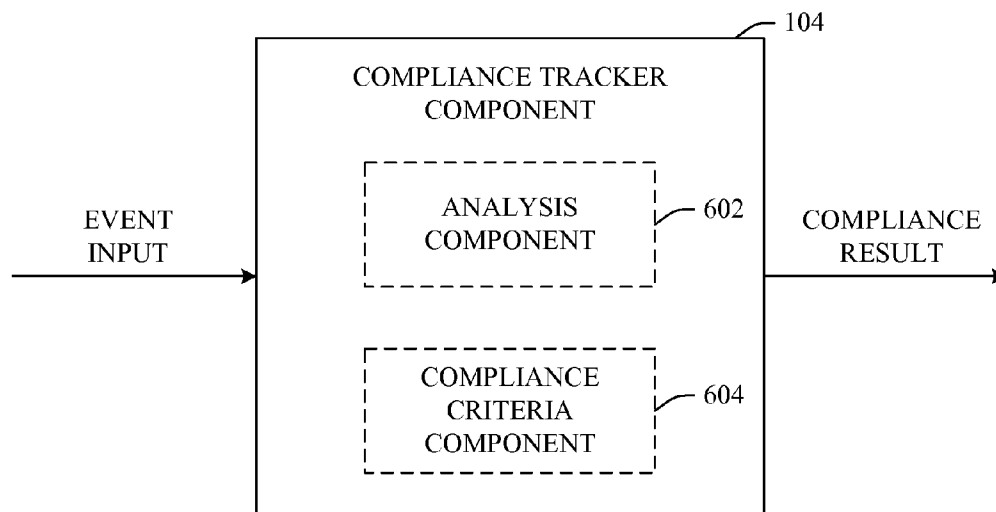 104
COMPLIANCE TRACKER
COMPONENT
ANALYSIS
COMPONENT
602
EVENT
INPUT
COMPLIANCE
RESULT
COMPLIANCE
CRITERIA
COMPONENT
604